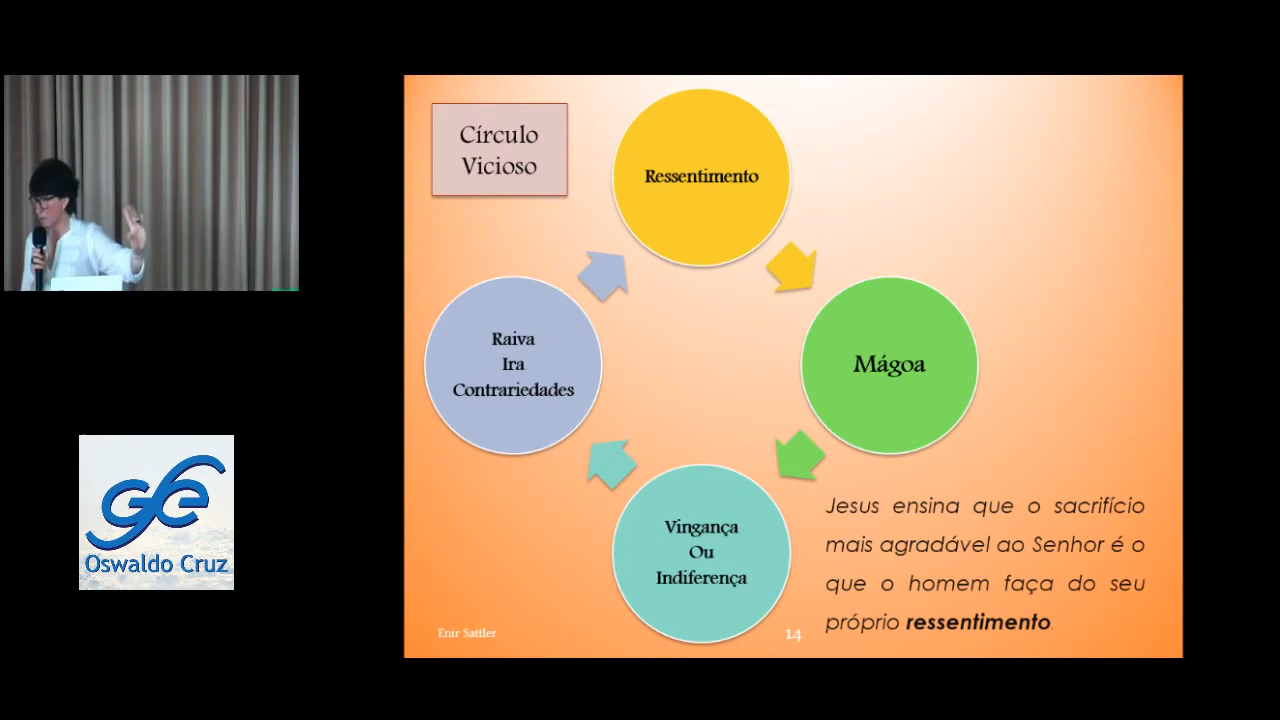 Círculo
Vicioso
Ressentimento
Mágoa
Vingança
Ou
Indiferença
Raiva
Ira
Contrariedades
Jesus ensina que o sacrifício
mais agradável ao Senhor é o
que o homem faça do seu
próprio ressentimento.
Enir Sattler
14
gfe
Oswaldo Cruz